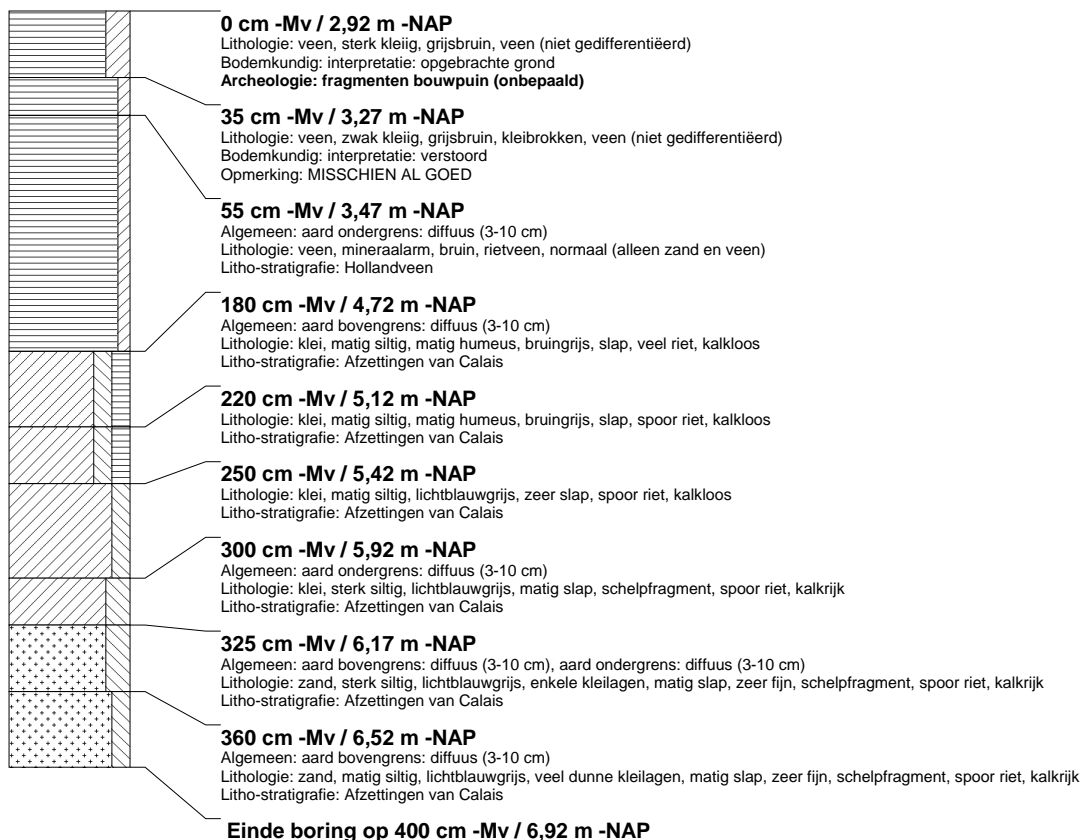 0 cm -Mv / 2,92 m -NAP
Lithologie: veen, sterk kleiig, grijsbruin, veen (niet gedifferentiëerd)
Bodemkundig: interpretatie: opgebrachte grond
Archeologie: fragmenten bouwpuin (onbepaald)
35 cm -Mv / 3,27 m -NAP
Lithologie: veen, zwak kleiig, grijsbruin, kleibrokken, veen (niet gedifferentiëerd)
Bodemkundig: interpretatie: verstoord
Opmerking: MISSCHIEN AL GOED
55 cm -Mv / 3,47 m -NAP
Algemeen: aard ondergrens: diffuus (3-10 cm)
Lithologie: veen, mineraalarm, bruin, rietveen, normaal (alleen zand en veen)
Litho-stratigrafie: Hollandveen
180 cm -Mv / 4,72 m -NAP
Algemeen: aard bovengrens: diffuus (3-10 cm)
Lithologie: klei, matig siltig, matig humeus, bruingrijs, slap, veel riet, kalkloos
Litho-stratigrafie: Afzettingen van Calais
220 cm -Mv / 5,12 m -NAP
Lithologie: klei, matig siltig, matig humeus, bruingrijs, slap, spoor riet, kalkloos
Litho-stratigrafie: Afzettingen van Calais
250 cm -Mv / 5,42 m -NAP
Lithologie: klei, matig siltig, lichtblauwgrijs, zeer slap, spoor riet, kalkloos
Litho-stratigrafie: Afzettingen van Calais
300 cm -Mv / 5,92 m -NAP
Algemeen: aard ondergrens: diffuus (3-10 cm)
Lithologie: klei, sterk siltig, lichtblauwgrijs, matig slap, schelpfragment, spoor riet, kalkrijk
Litho-stratigrafie: Afzettingen van Calais
325 cm -Mv / 6,17 m -NAP
Algemeen: aard bovengrens: diffuus (3-10 cm), aard ondergrens: diffuus (3-10 cm)
Lithologie: zand, sterk siltig, lichtblauwgrijs, enkele kleilagen, matig slap, zeer fijn, schelpfragment, spoor riet, kalkrijk
Litho-stratigrafie: Afzettingen van Calais
360 cm -Mv / 6,52 m -NAP
Algemeen: aard bovengrens: diffuus (3-10 cm)
Lithologie: zand, matig siltig, lichtblauwgrijs, veel dunne kleilagen, matig slap, zeer fijn, schelpfragment, spoor riet, kalkrijk
Litho-stratigrafie: Afzettingen van Calais
Einde boring op 400 cm -Mv / 6,92 m -NAP